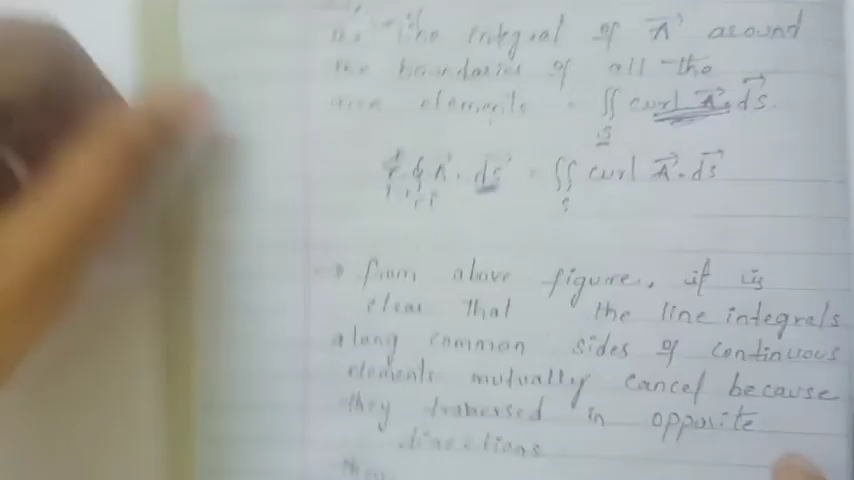 the line integral of A⃗ around
the boundaries of all the
area elements = ∬ curl A⃗. ds⃗.
S
A⃗. ds⃗ = ∬ curl A⃗. ds⃗
S
→ from above figure, it is
clear that the line integrals
along common sides of continuous
elements mutually cancel because
they traversed in opposite
directions